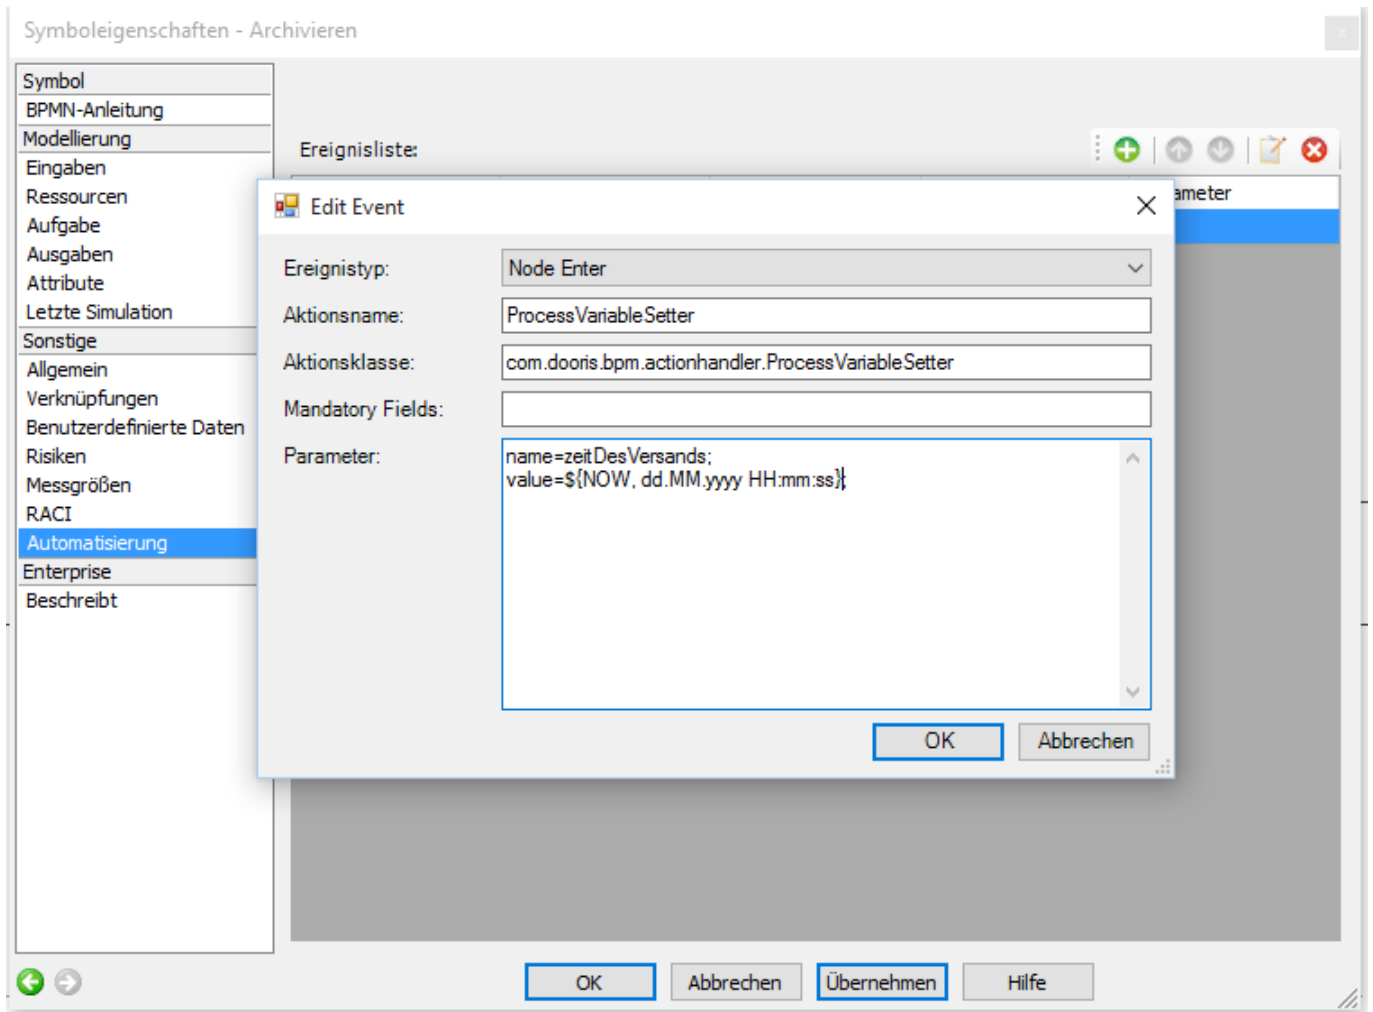 Symboleigenschaften - Archivieren
x
Symbol
BPMN-Anleitung
Modellierung
Eingaben
Ressourcen
Aufgabe
Ausgaben
Attribute
Letzte Simulation
Sonstige
Allgemein
Verknüpfungen
Benutzerdefinierte Daten
Risiken
Messgrößen
RACI
Automatisierung
Enterprise
Beschreibt
Ereignisliste:
ameter
Edit Event
Ereignistyp:
Node Enter
Aktionsname:
ProcessVariableSetter
Aktionsklasse:
com.dooris.bpm.actionhandler.ProcessVariableSetter
Mandatory Fields:
Parameter:
name=zeitDesVersands;
value=${NOW, dd.MM.yyyy HH:mm:ss};
OK
Abbrechen
OK
Abbrechen
Übernehmen
Hilfe